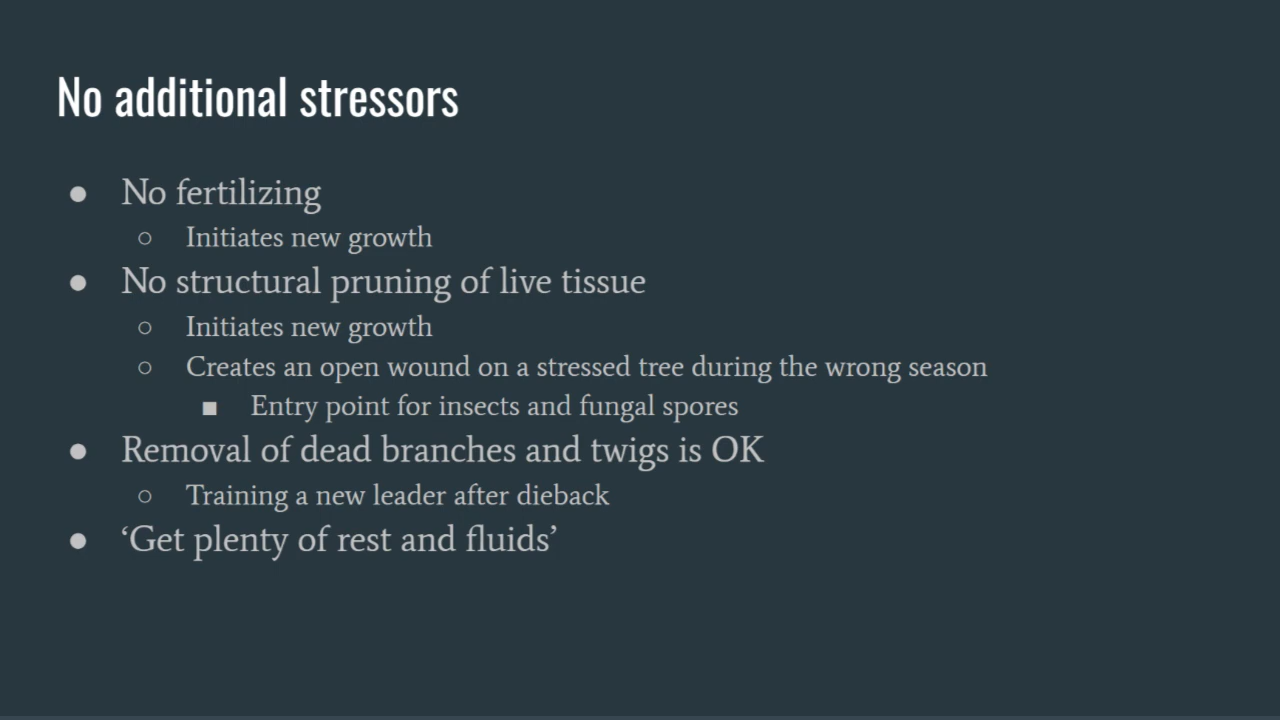 No additional stressors
● No fertilizing
○ Initiates new growth
● No structural pruning of live tissue
○ Initiates new growth
○ Creates an open wound on a stressed tree during the wrong season
■ Entry point for insects and fungal spores
● Removal of dead branches and twigs is OK
○ Training a new leader after dieback
● ‘Get plenty of rest and fluids’